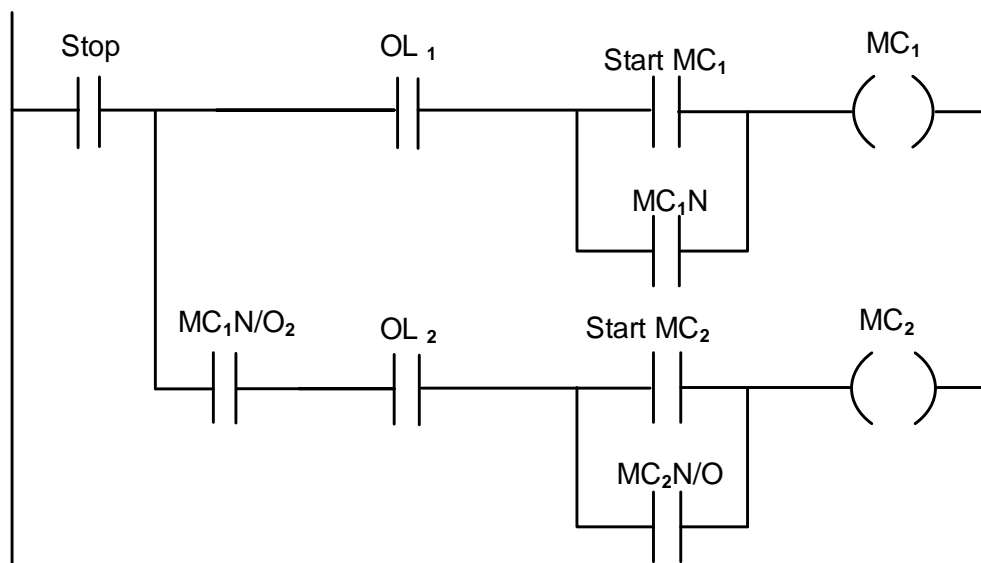 Stop
OL ₁
Start MC₁
MC₁
MC₁N
MC₁N/O₂
OL ₂
Start MC₂
MC₂
MC₂N/O